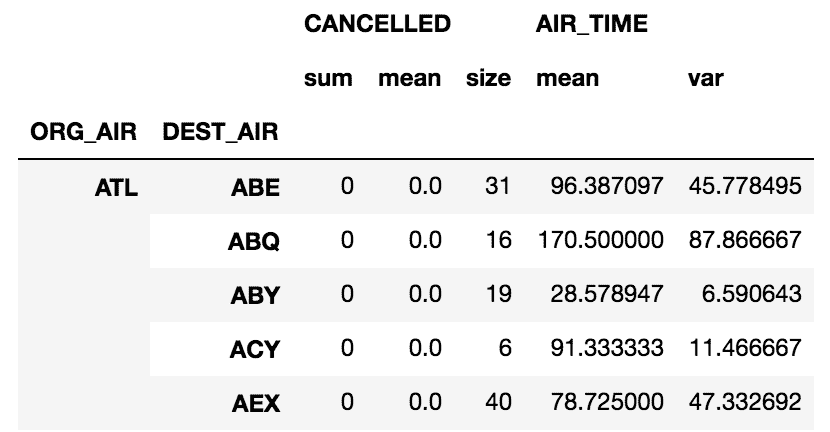 CANCELLED AIR_TIME
sum mean size mean var
ORG_AIR DEST_AIR
ATL ABE 0 0.0 31 96.387097 45.778495
ABQ 0 0.0 16 170.500000 87.866667
ABY 0 0.0 19 28.578947 6.590643
ACY 0 0.0 6 91.333333 11.466667
AEX 0 0.0 40 78.725000 47.332692